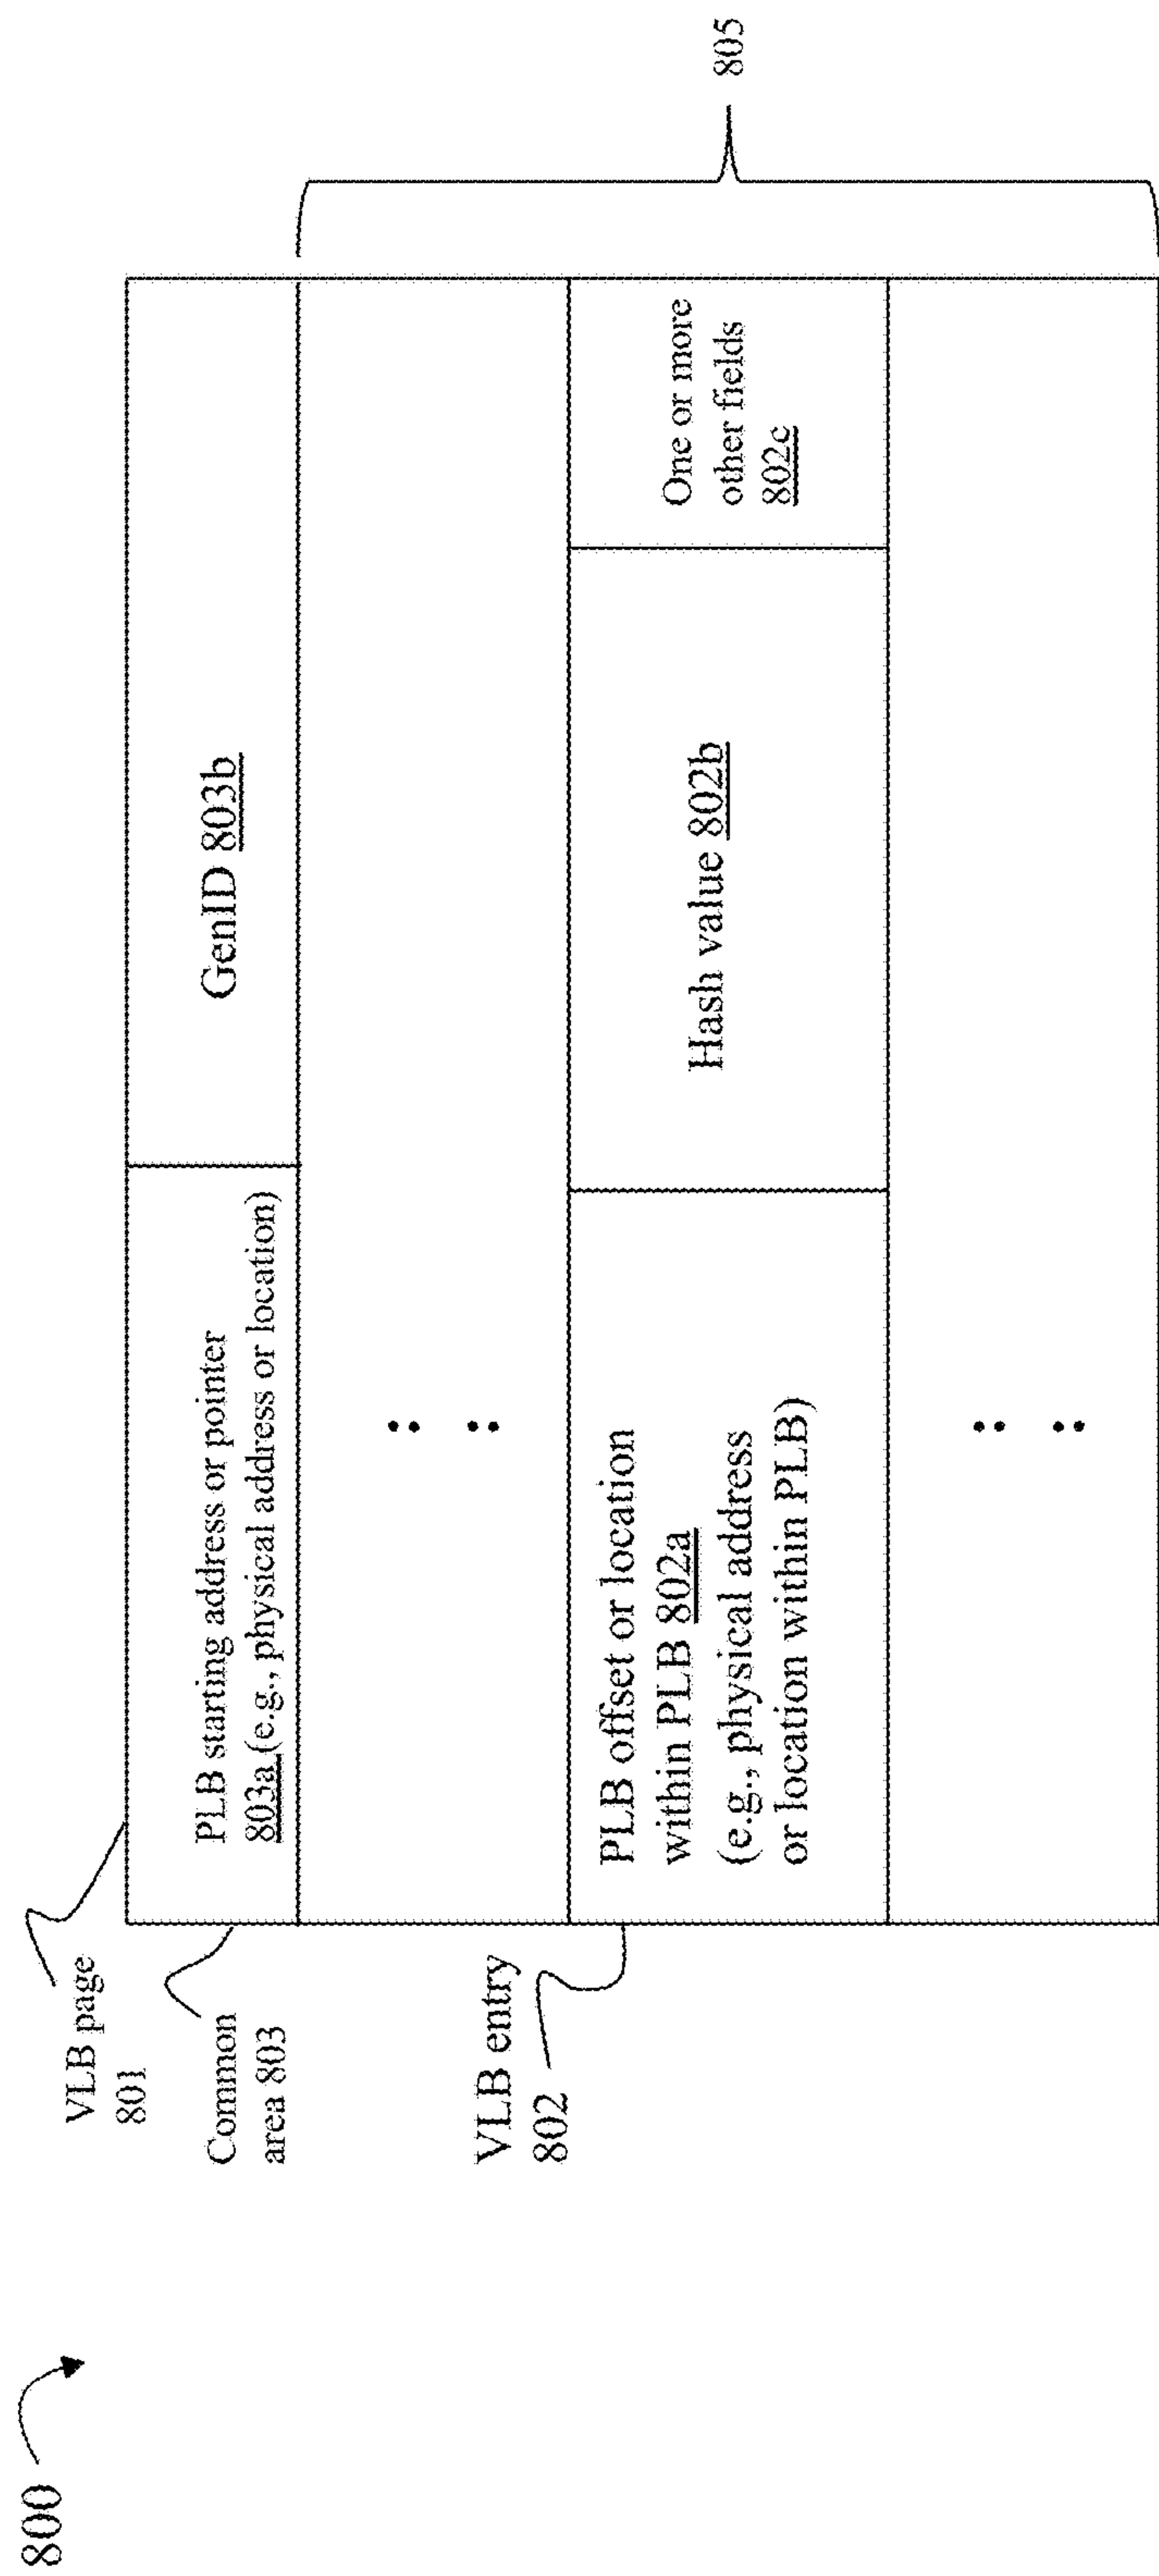 800
VLB page
801
Common
area 803
PLB starting address or pointer
803a (e.g., physical address or location)
GenID 803b
VLB entry
802
PLB offset or location
within PLB 802a
(e.g., physical address
or location within PLB)
Hash value 802b
One or more
other fields
802c
805